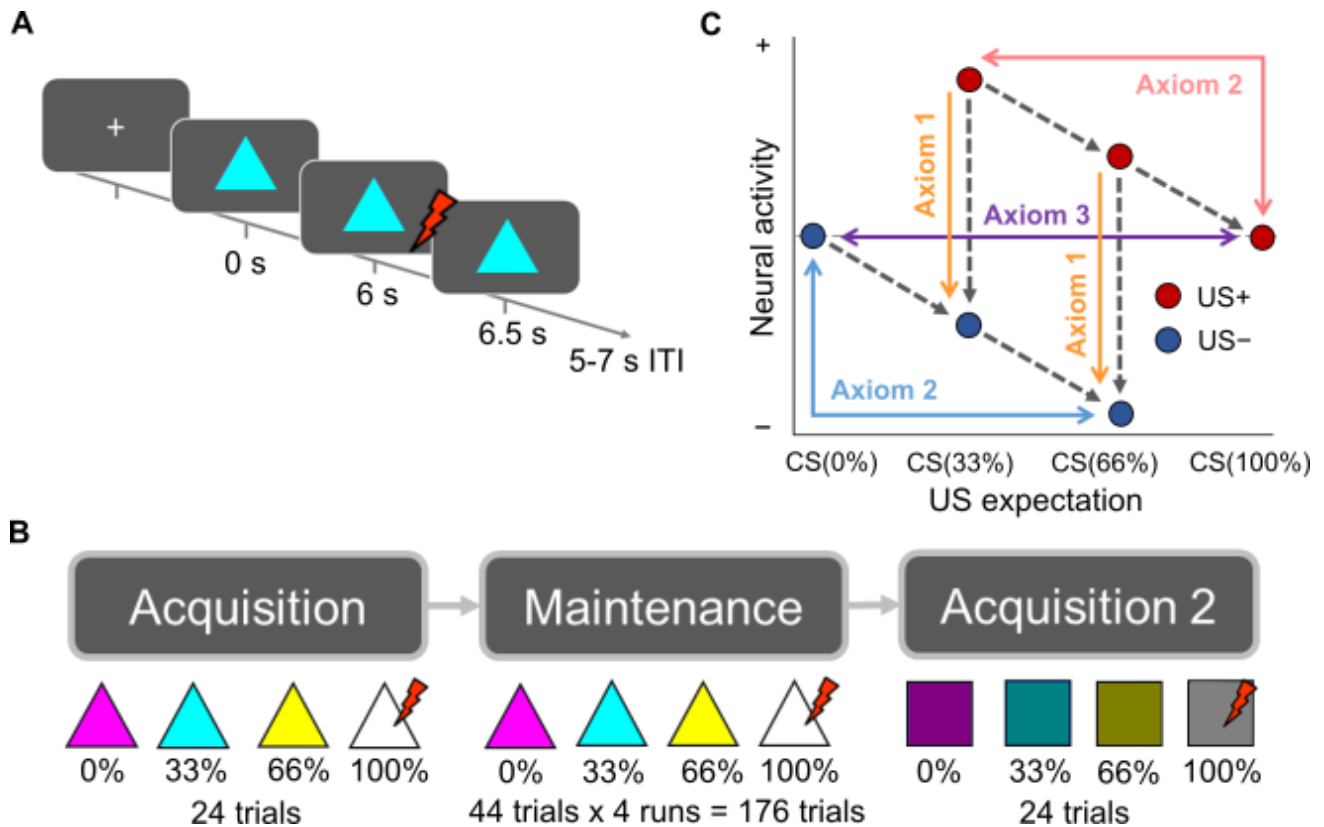 A
+
0 s
6 s
6.5 s
5-7 s ITI
C
+
Neural activity
−
Axiom 1
Axiom 2
Axiom 3
Axiom 1
Axiom 2
US+
US−
CS(0%) CS(33%) CS(66%) CS(100%)
US expectation
B
Acquisition
Maintenance
Acquisition 2
0% 33% 66% 100%
0% 33% 66% 100%
0% 33% 66% 100%
24 trials
44 trials x 4 runs = 176 trials
24 trials